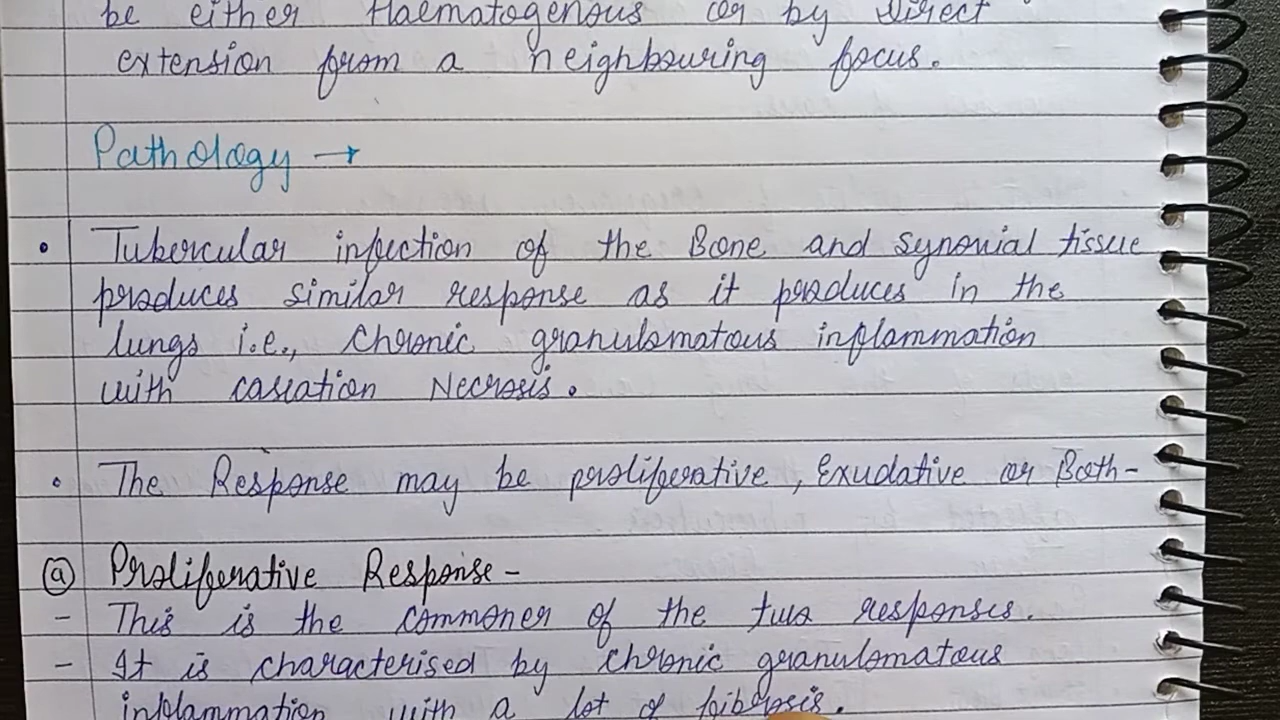 be either Haematogenous or by Direct
extension from a neighbouring focus.
Pathology →
• Tubercular infection of the Bone and synovial tissue
produces similar response as it produces in the
lungs i.e., chronic granulomatous inflammation
with caseation Necrosis.
• The Response may be proliferative, Exudative or Both-
ⓐ Proliferative Response -
- This is the commoner of the two responses.
- It is characterised by chronic granulomatous
inflammation with a lot of fibrosis.